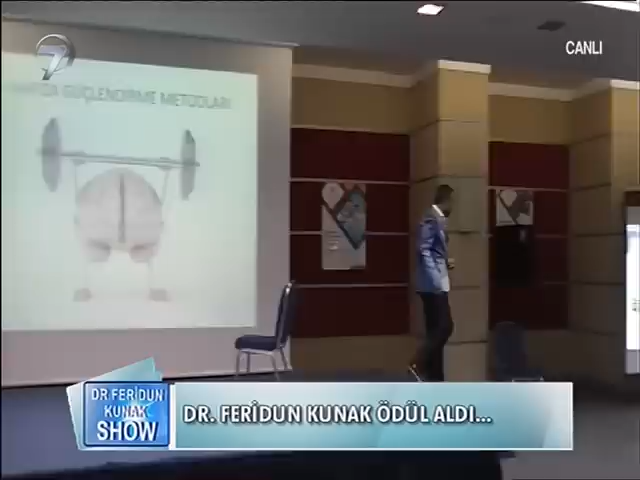 7
CANLI
GÜÇLENDİRME METODLARI
DR FERİDUN
KUNAK
SHOW
DR. FERİDUN KUNAK ÖDÜL ALDI...